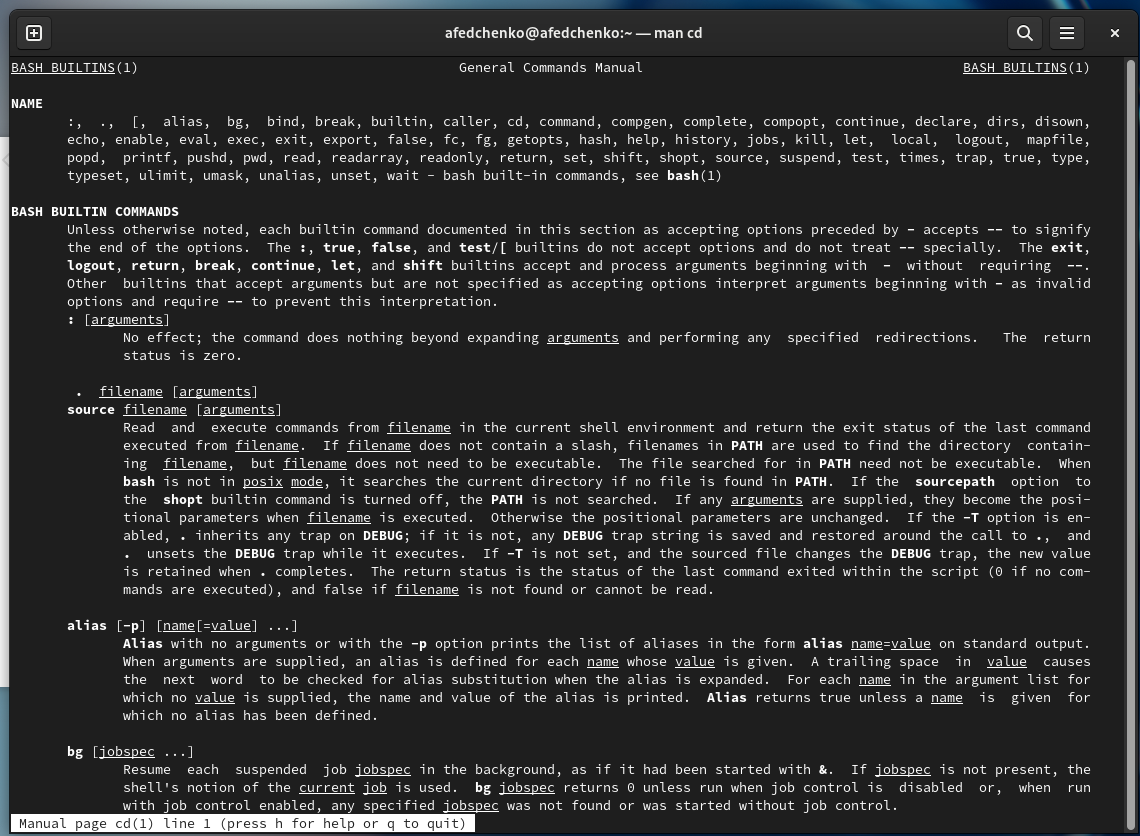 afedchenko@afedchenko:~ — man cd
BASH BUILTINS(1) General Commands Manual BASH BUILTINS(1)
NAME
:, ., [, alias, bg, bind, break, builtin, caller, cd, command, compgen, complete, compopt, continue, declare, dirs, disown,
echo, enable, eval, exec, exit, export, false, fc, fg, getopts, hash, help, history, jobs, kill, let, local, logout, mapfile,
popd, printf, pushd, pwd, read, readarray, readonly, return, set, shift, shopt, source, suspend, test, times, trap, true, type,
typeset, ulimit, umask, unalias, unset, wait - bash built-in commands, see bash(1)
BASH BUILTIN COMMANDS
Unless otherwise noted, each builtin command documented in this section as accepting options preceded by - accepts -- to signify
the end of the options. The :, true, false, and test/[ builtins do not accept options and do not treat -- specially. The exit,
logout, return, break, continue, let, and shift builtins accept and process arguments beginning with - without requiring --.
Other builtins that accept arguments but are not specified as accepting options interpret arguments beginning with - as invalid
options and require -- to prevent this interpretation.
: [arguments]
No effect; the command does nothing beyond expanding arguments and performing any specified redirections. The return
status is zero.
. filename [arguments]
source filename [arguments]
Read and execute commands from filename in the current shell environment and return the exit status of the last command
executed from filename. If filename does not contain a slash, filenames in PATH are used to find the directory contain-
ing filename, but filename does not need to be executable. The file searched for in PATH need not be executable. When
bash is not in posix mode, it searches the current directory if no file is found in PATH. If the sourcepath option to
the shopt builtin command is turned off, the PATH is not searched. If any arguments are supplied, they become the posi-
tional parameters when filename is executed. Otherwise the positional parameters are unchanged. If the -T option is en-
abled, . inherits any trap on DEBUG; if it is not, any DEBUG trap string is saved and restored around the call to ., and
. unsets the DEBUG trap while it executes. If -T is not set, and the sourced file changes the DEBUG trap, the new value
is retained when . completes. The return status is the status of the last command exited within the script (0 if no com-
mands are executed), and false if filename is not found or cannot be read.
alias [-p] [name[=value] ...]
Alias with no arguments or with the -p option prints the list of aliases in the form alias name=value on standard output.
When arguments are supplied, an alias is defined for each name whose value is given. A trailing space in value causes
the next word to be checked for alias substitution when the alias is expanded. For each name in the argument list for
which no value is supplied, the name and value of the alias is printed. Alias returns true unless a name is given for
which no alias has been defined.
bg [jobspec ...]
Resume each suspended job jobspec in the background, as if it had been started with &. If jobspec is not present, the
shell's notion of the current job is used. bg jobspec returns 0 unless run when job control is disabled or, when run
with job control enabled, any specified jobspec was not found or was started without job control.
Manual page cd(1) line 1 (press h for help or q to quit)